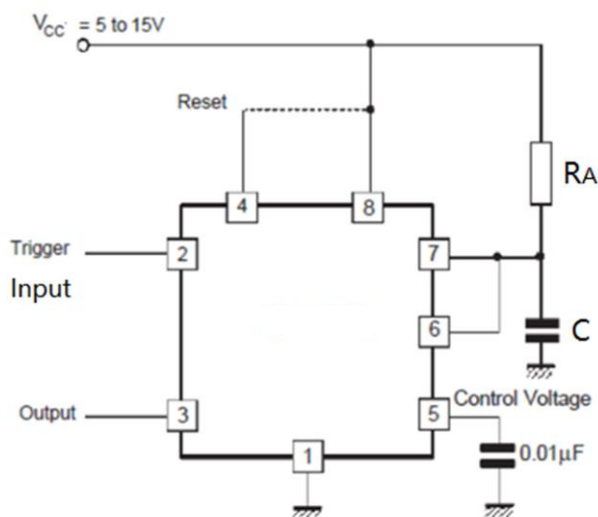 VCC = 5 to 15V
Reset
RA
4
8
Trigger
Input
2
7
6
C
Output
3
5
Control Voltage
0.01µF
1